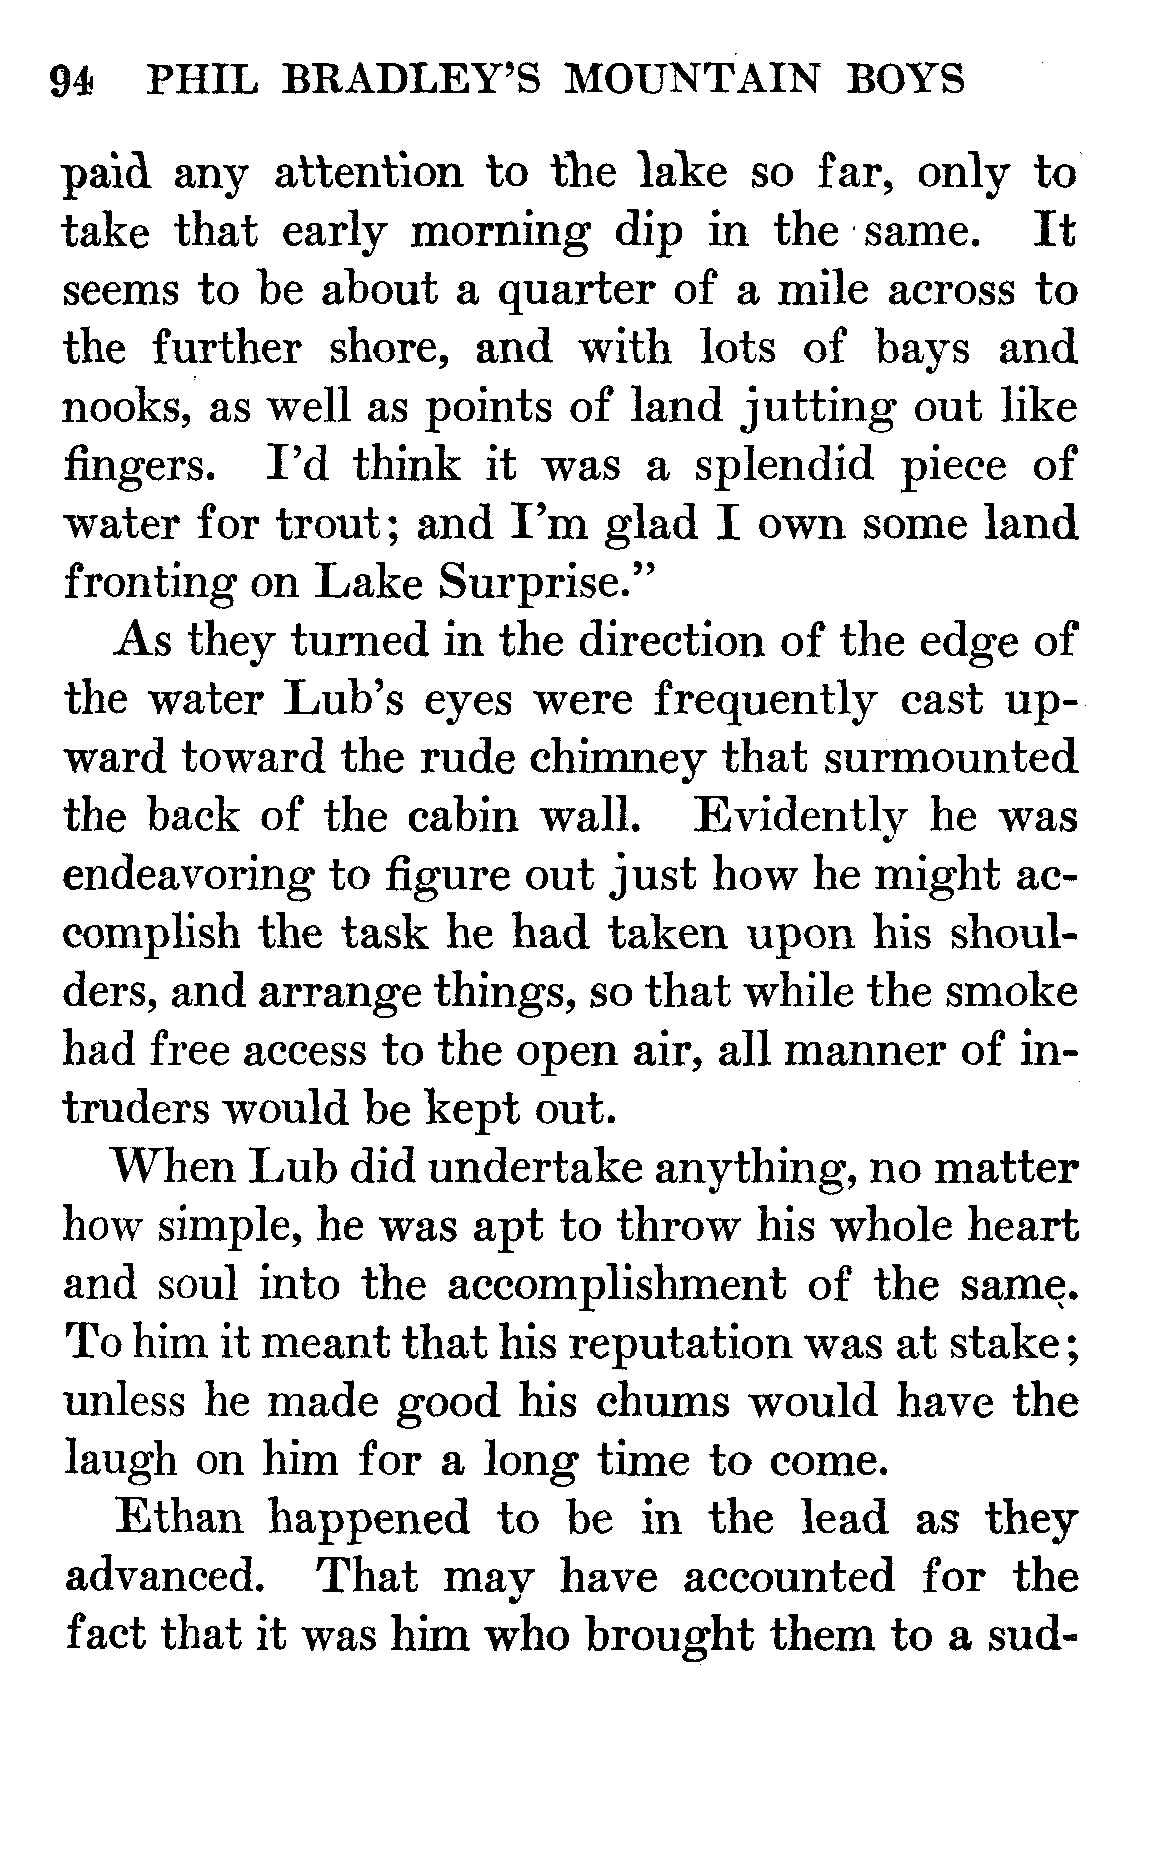 94 PHIL BRADLEY'S MOUNTAIN BOYS
paid any attention to the lake so far, only to
take that early morning dip in the same. It
seems to be about a quarter of a mile across to
the further shore, and with lots of bays and
nooks, as well as points of land jutting out like
fingers. I'd think it was a splendid piece of
water for trout; and I'm glad I own some land
fronting on Lake Surprise."
As they turned in the direction of the edge of
the water Lub's eyes were frequently cast up-
ward toward the rude chimney that surmounted
the back of the cabin wall. Evidently he was
endeavoring to figure out just how he might ac-
complish the task he had taken upon his shoul-
ders, and arrange things, so that while the smoke
had free access to the open air, all manner of in-
truders would be kept out.
When Lub did undertake anything, no matter
how simple, he was apt to throw his whole heart
and soul into the accomplishment of the same.
To him it meant that his reputation was at stake;
unless he made good his chums would have the
laugh on him for a long time to come.
Ethan happened to be in the lead as they
advanced. That may have accounted for the
fact that it was him who brought them to a sud-